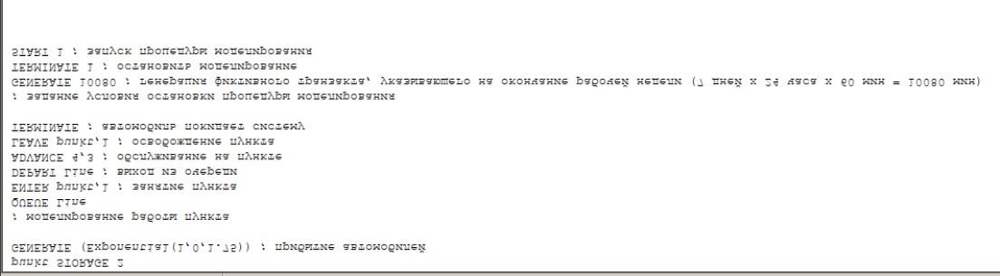 punkt STORAGE 2
GENERATE (Exponential(1,0,1.75)) ; прибытие автомобилей
; моделирование работы пункта
QUEUE Line
ENTER punkt,1 ; занятие пункта
DEPART Line ; выход из очереди
ADVANCE 4,3 ; обслуживание на пункте
LEAVE punkt,1 ; освобождение пункта
TERMINATE ; автомобиль покидает систему
; задание условия остановки процедуры моделирования
GENERATE 10080 ; генерация фиктивного транзакта, указывающего на окончание рабочей недели (7 дней х 24 часа х 60 мин = 10080 мин)
TERMINATE 1 ; остановить моделирование
START 1 ; запуск процедуры моделирования